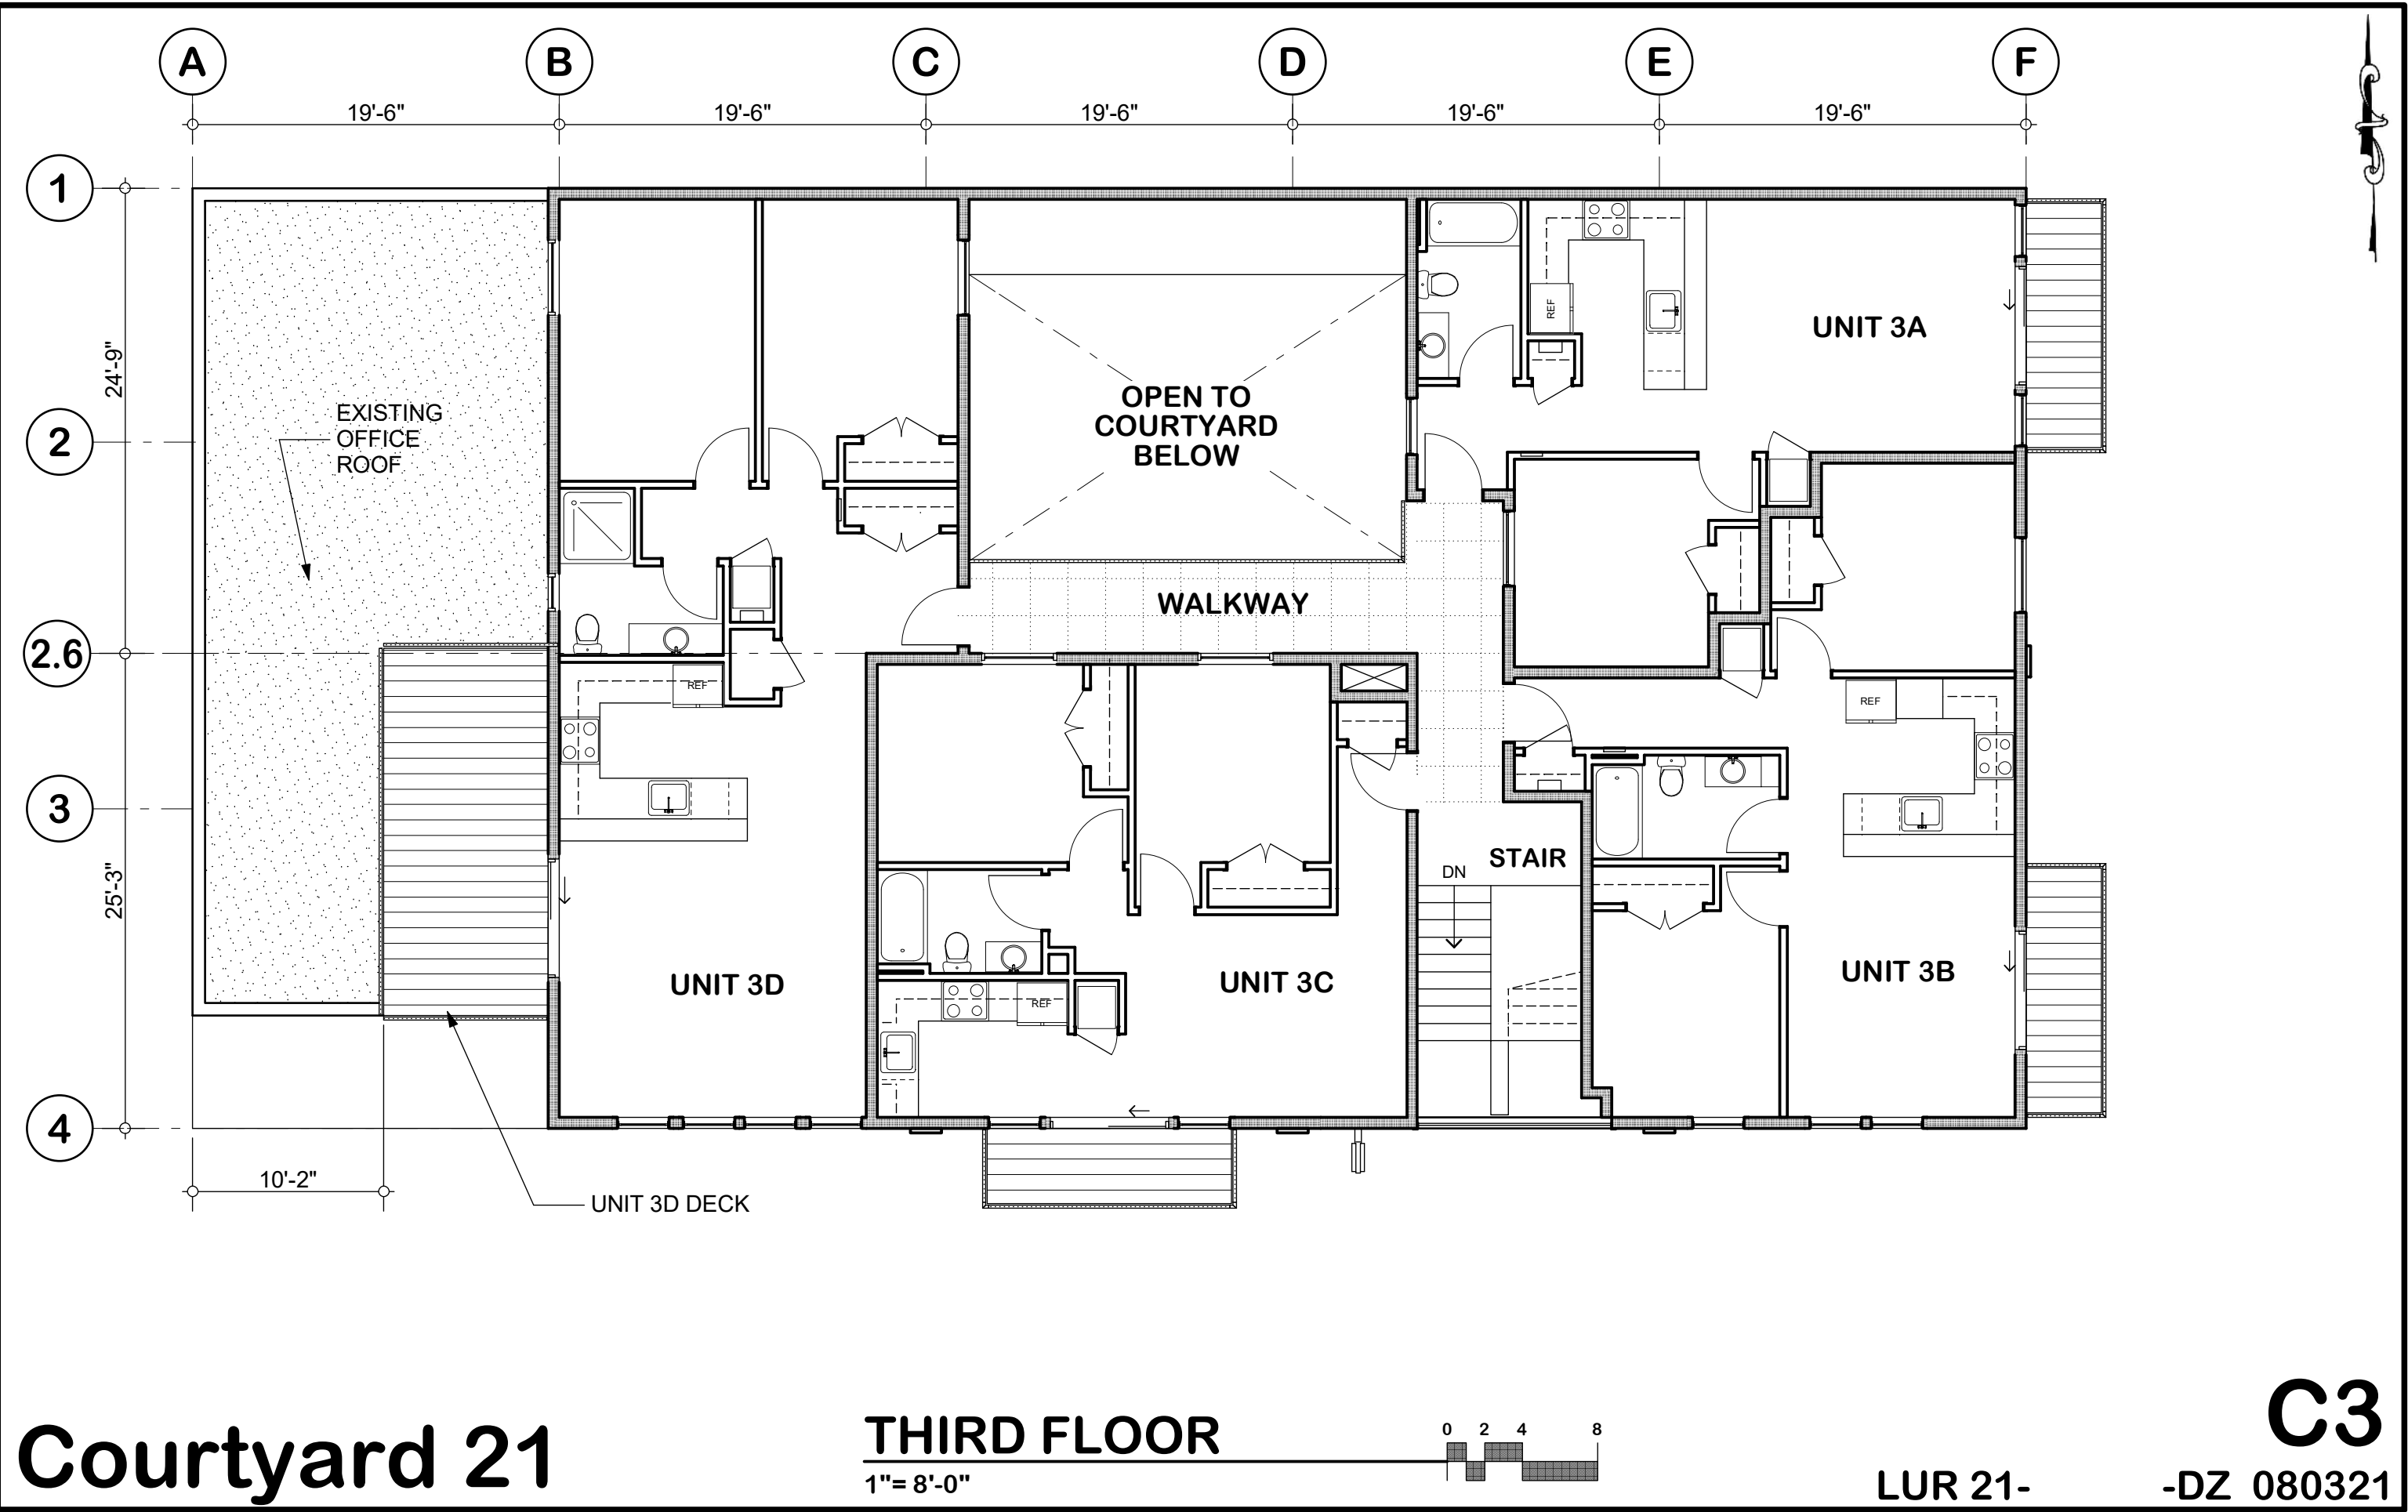 A
B
C
D
E
F
19'-6"
19'-6"
19'-6"
19'-6"
19'-6"
1
2
2.6
3
4
24'-9"
25'-3"
EXISTING
OFFICE
ROOF
OPEN TO
COURTYARD
BELOW
REF
UNIT 3A
WALKWAY
REF
REF
STAIR
DN
UNIT 3D
UNIT 3C
UNIT 3B
REF
10'-2"
UNIT 3D DECK
Courtyard 21
THIRD FLOOR
1"= 8'-0"
0 2 4 8
C3
LUR 21- -DZ 080321